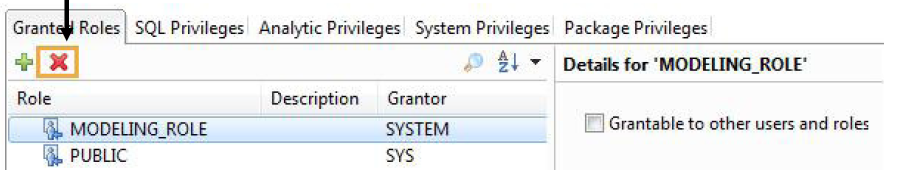 Granted Roles SQL Privileges Analytic Privileges System Privileges Package Privileges
Details for 'MODELING_ROLE'
Role Description Grantor
MODELING_ROLE SYSTEM
Grantable to other users and roles
PUBLIC SYS